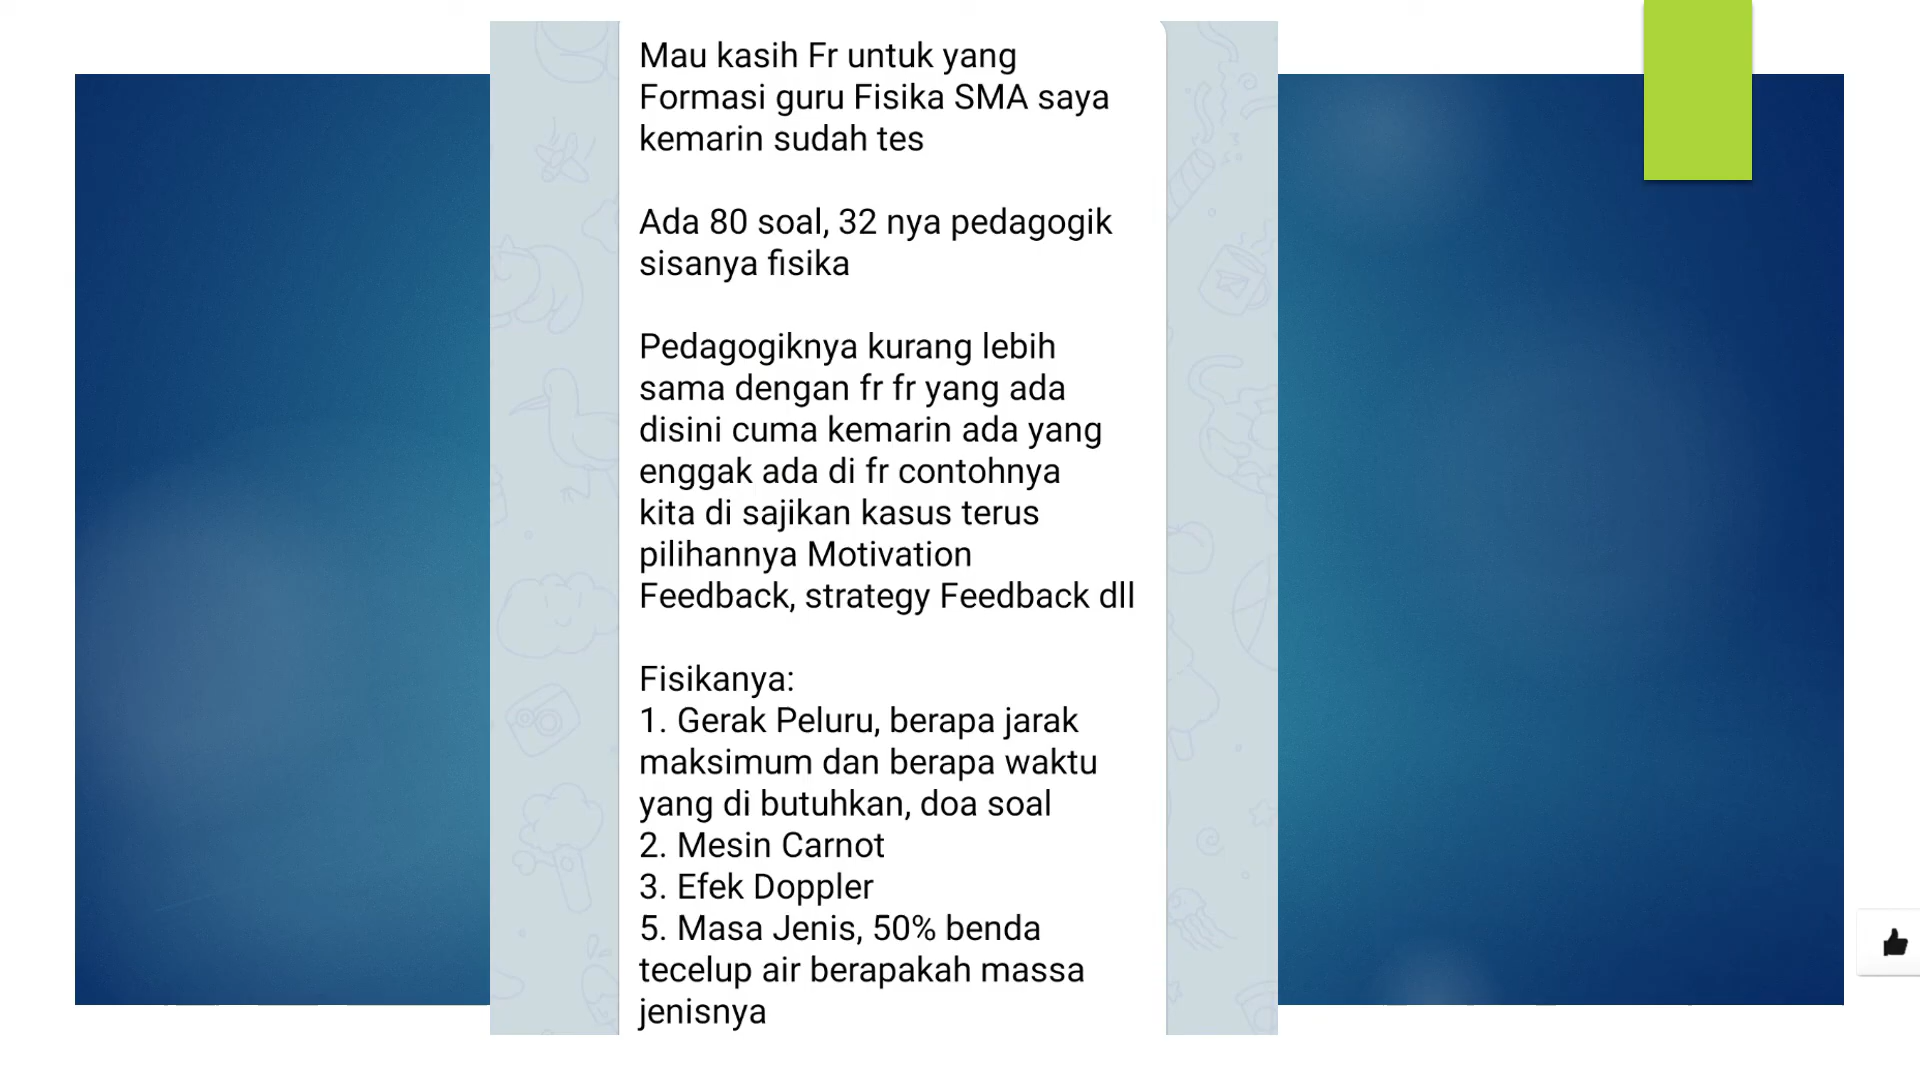 Mau kasih Fr untuk yang
Formasi guru Fisika SMA saya
kemarin sudah tes
Ada 80 soal, 32 nya pedagogik
sisanya fisika
Pedagogiknya kurang lebih
sama dengan fr fr yang ada
disini cuma kemarin ada yang
enggak ada di fr contohnya
kita di sajikan kasus terus
pilihannya Motivation
Feedback, strategy Feedback dll
Fisikanya:
1. Gerak Peluru, berapa jarak
maksimum dan berapa waktu
yang di butuhkan, doa soal
2. Mesin Carnot
3. Efek Doppler
5. Masa Jenis, 50% benda
tecelup air berapakah massa
jenisnya